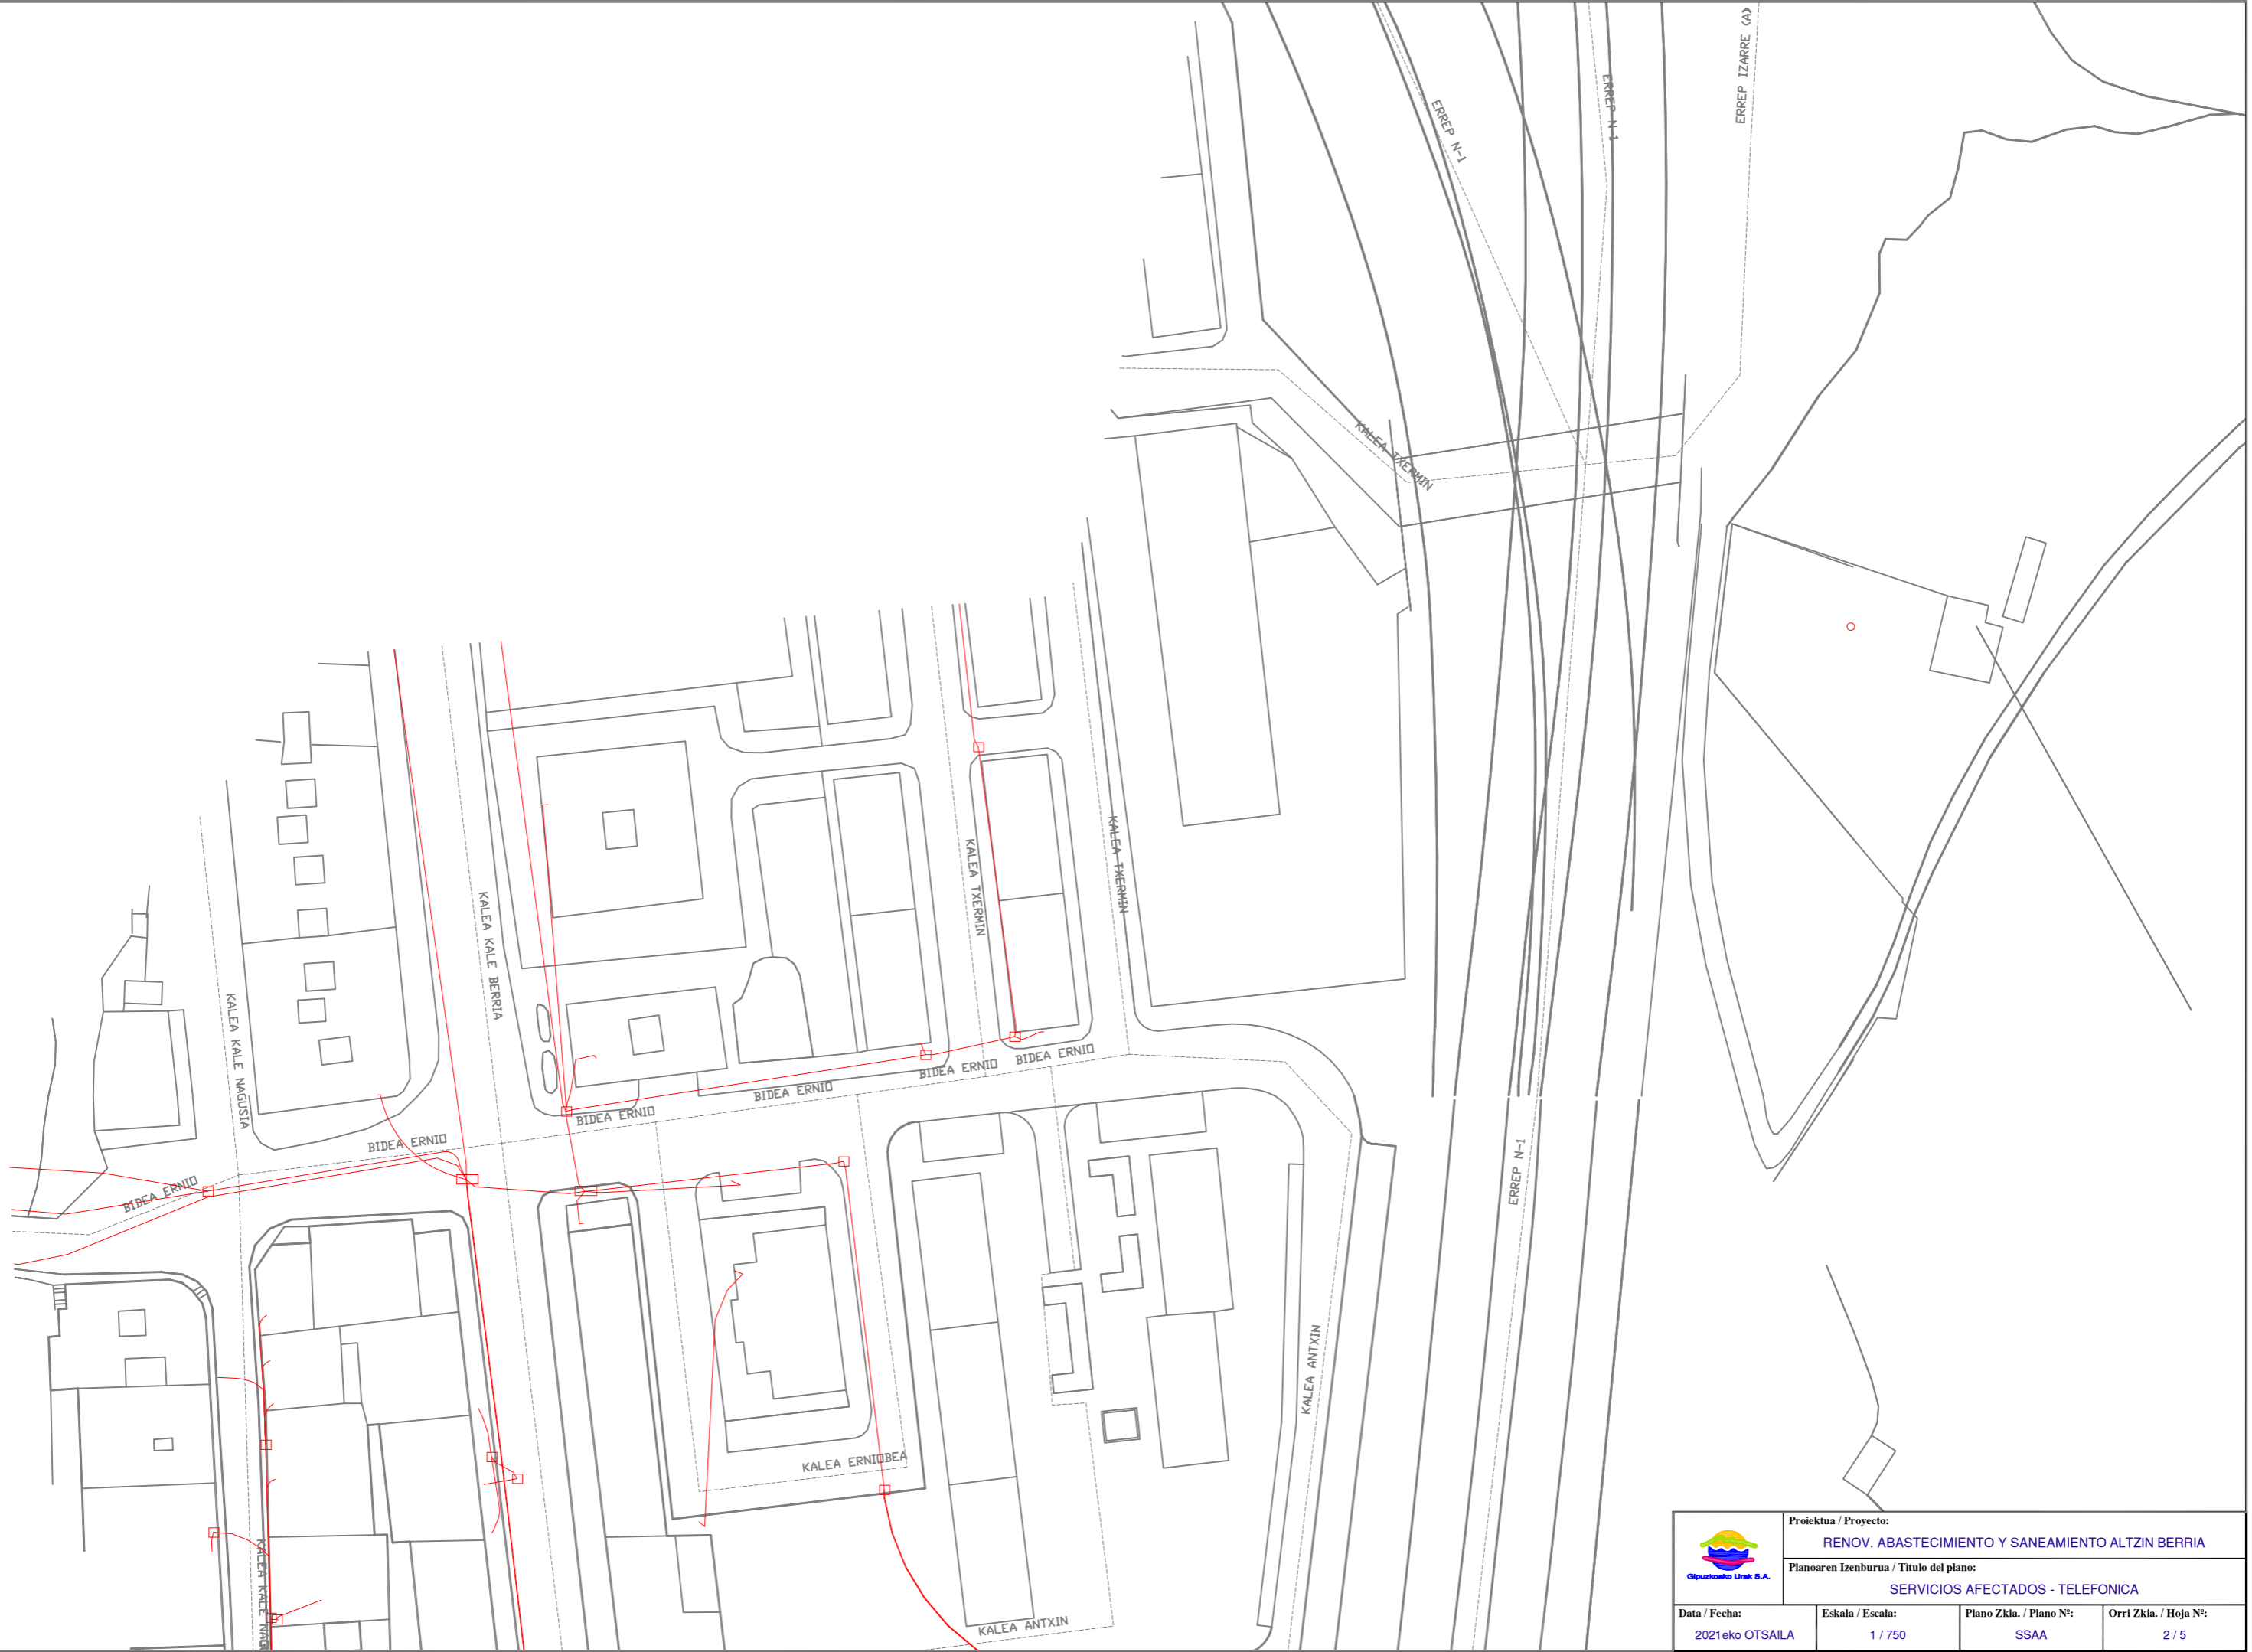 ERREP IZARRE (A)
ERREP N-1
ERREP N-1
KALEA TXERMIN
KALEA TXERMIN
KALEA TXERMIN
KALEA KALE BERRIA
KALEA KALE NAGUSIA
BIDEA ERNIO
BIDEA ERNIO
BIDEA ERNIO
BIDEA ERNIO
BIDEA ERNIO
BIDEA ERNIO
ERREP N-1
KALEA ANTXIN
KALEA ERNIOBEA
KALEA ANTXIN
KALEA KALE
Gipuzkoako Urak S.A.
Proiektua / Proyecto:
RENOV. ABASTECIMIENTO Y SANEAMIENTO ALTZIN BERRIA
Planoaren Izenburua / Titulo del plano:
SERVICIOS AFECTADOS - TELEFONICA
Data / Fecha:
2021eko OTSAILA
Eskala / Escala:
1 / 750
Plano Zkia. / Plano Nº:
SSAA
Orri Zkia. / Hoja Nº:
2 / 5